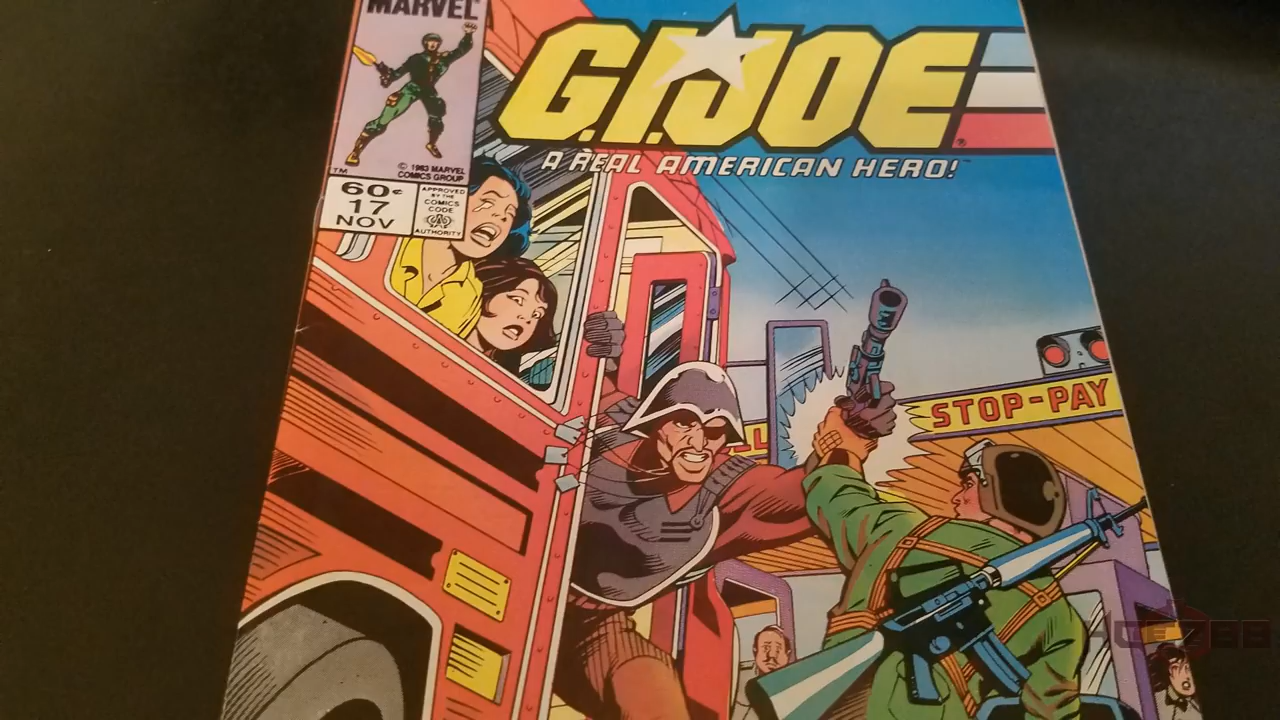 MARVEL
G.I. JOE
A REAL AMERICAN HERO!
TM
© 1983 MARVEL
COMICS GROUP
60¢
17
NOV
APPROVED
BY THE
COMICS
CODE
AUTHORITY
STOP-PAY